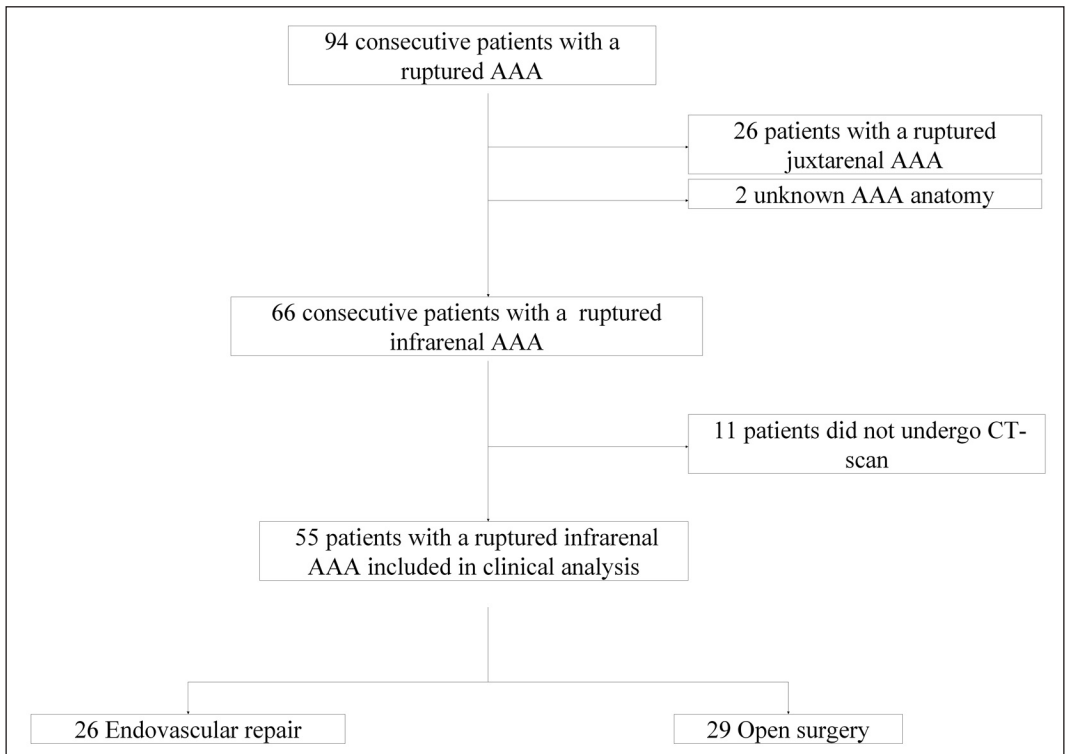 94 consecutive patients with a
ruptured AAA
26 patients with a ruptured
juxtarenal AAA
2 unknown AAA anatomy
66 consecutive patients with a  ruptured
infrarenal AAA
11 patients did not undergo CT-
scan
55 patients with a ruptured infrarenal
AAA included in clinical analysis
26 Endovascular repair
29 Open surgery